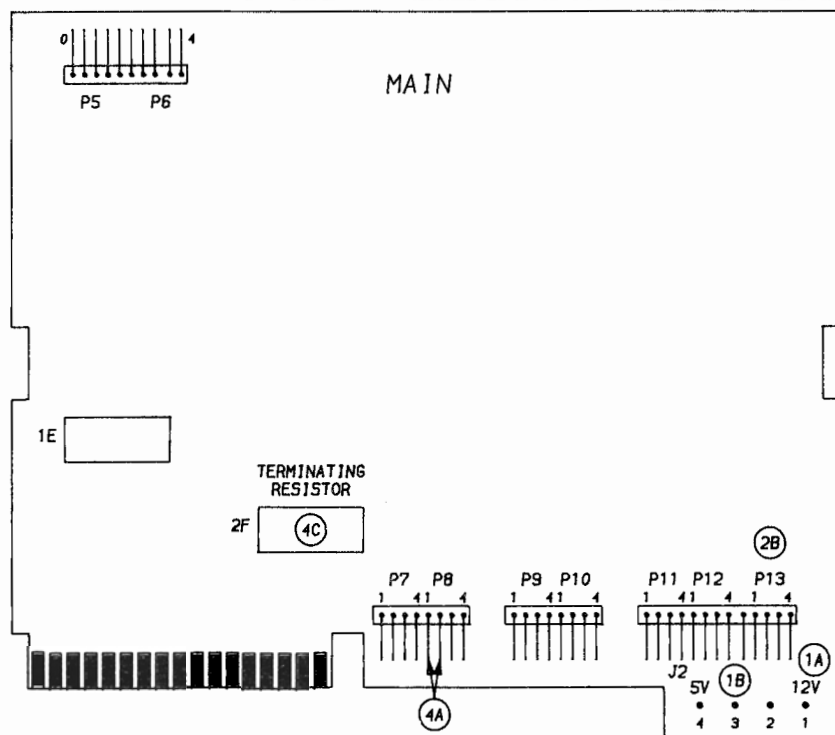 0 4
P5 P6
MAIN
1E
TERMINATING
RESISTOR
2F 4C
2B
P7 P8 P9 P10 P11 P12 P13
1 41 4 1 41 4 1 41 4 1 4
J2
1A
5V 1B 12V
4A
4 3 2 1